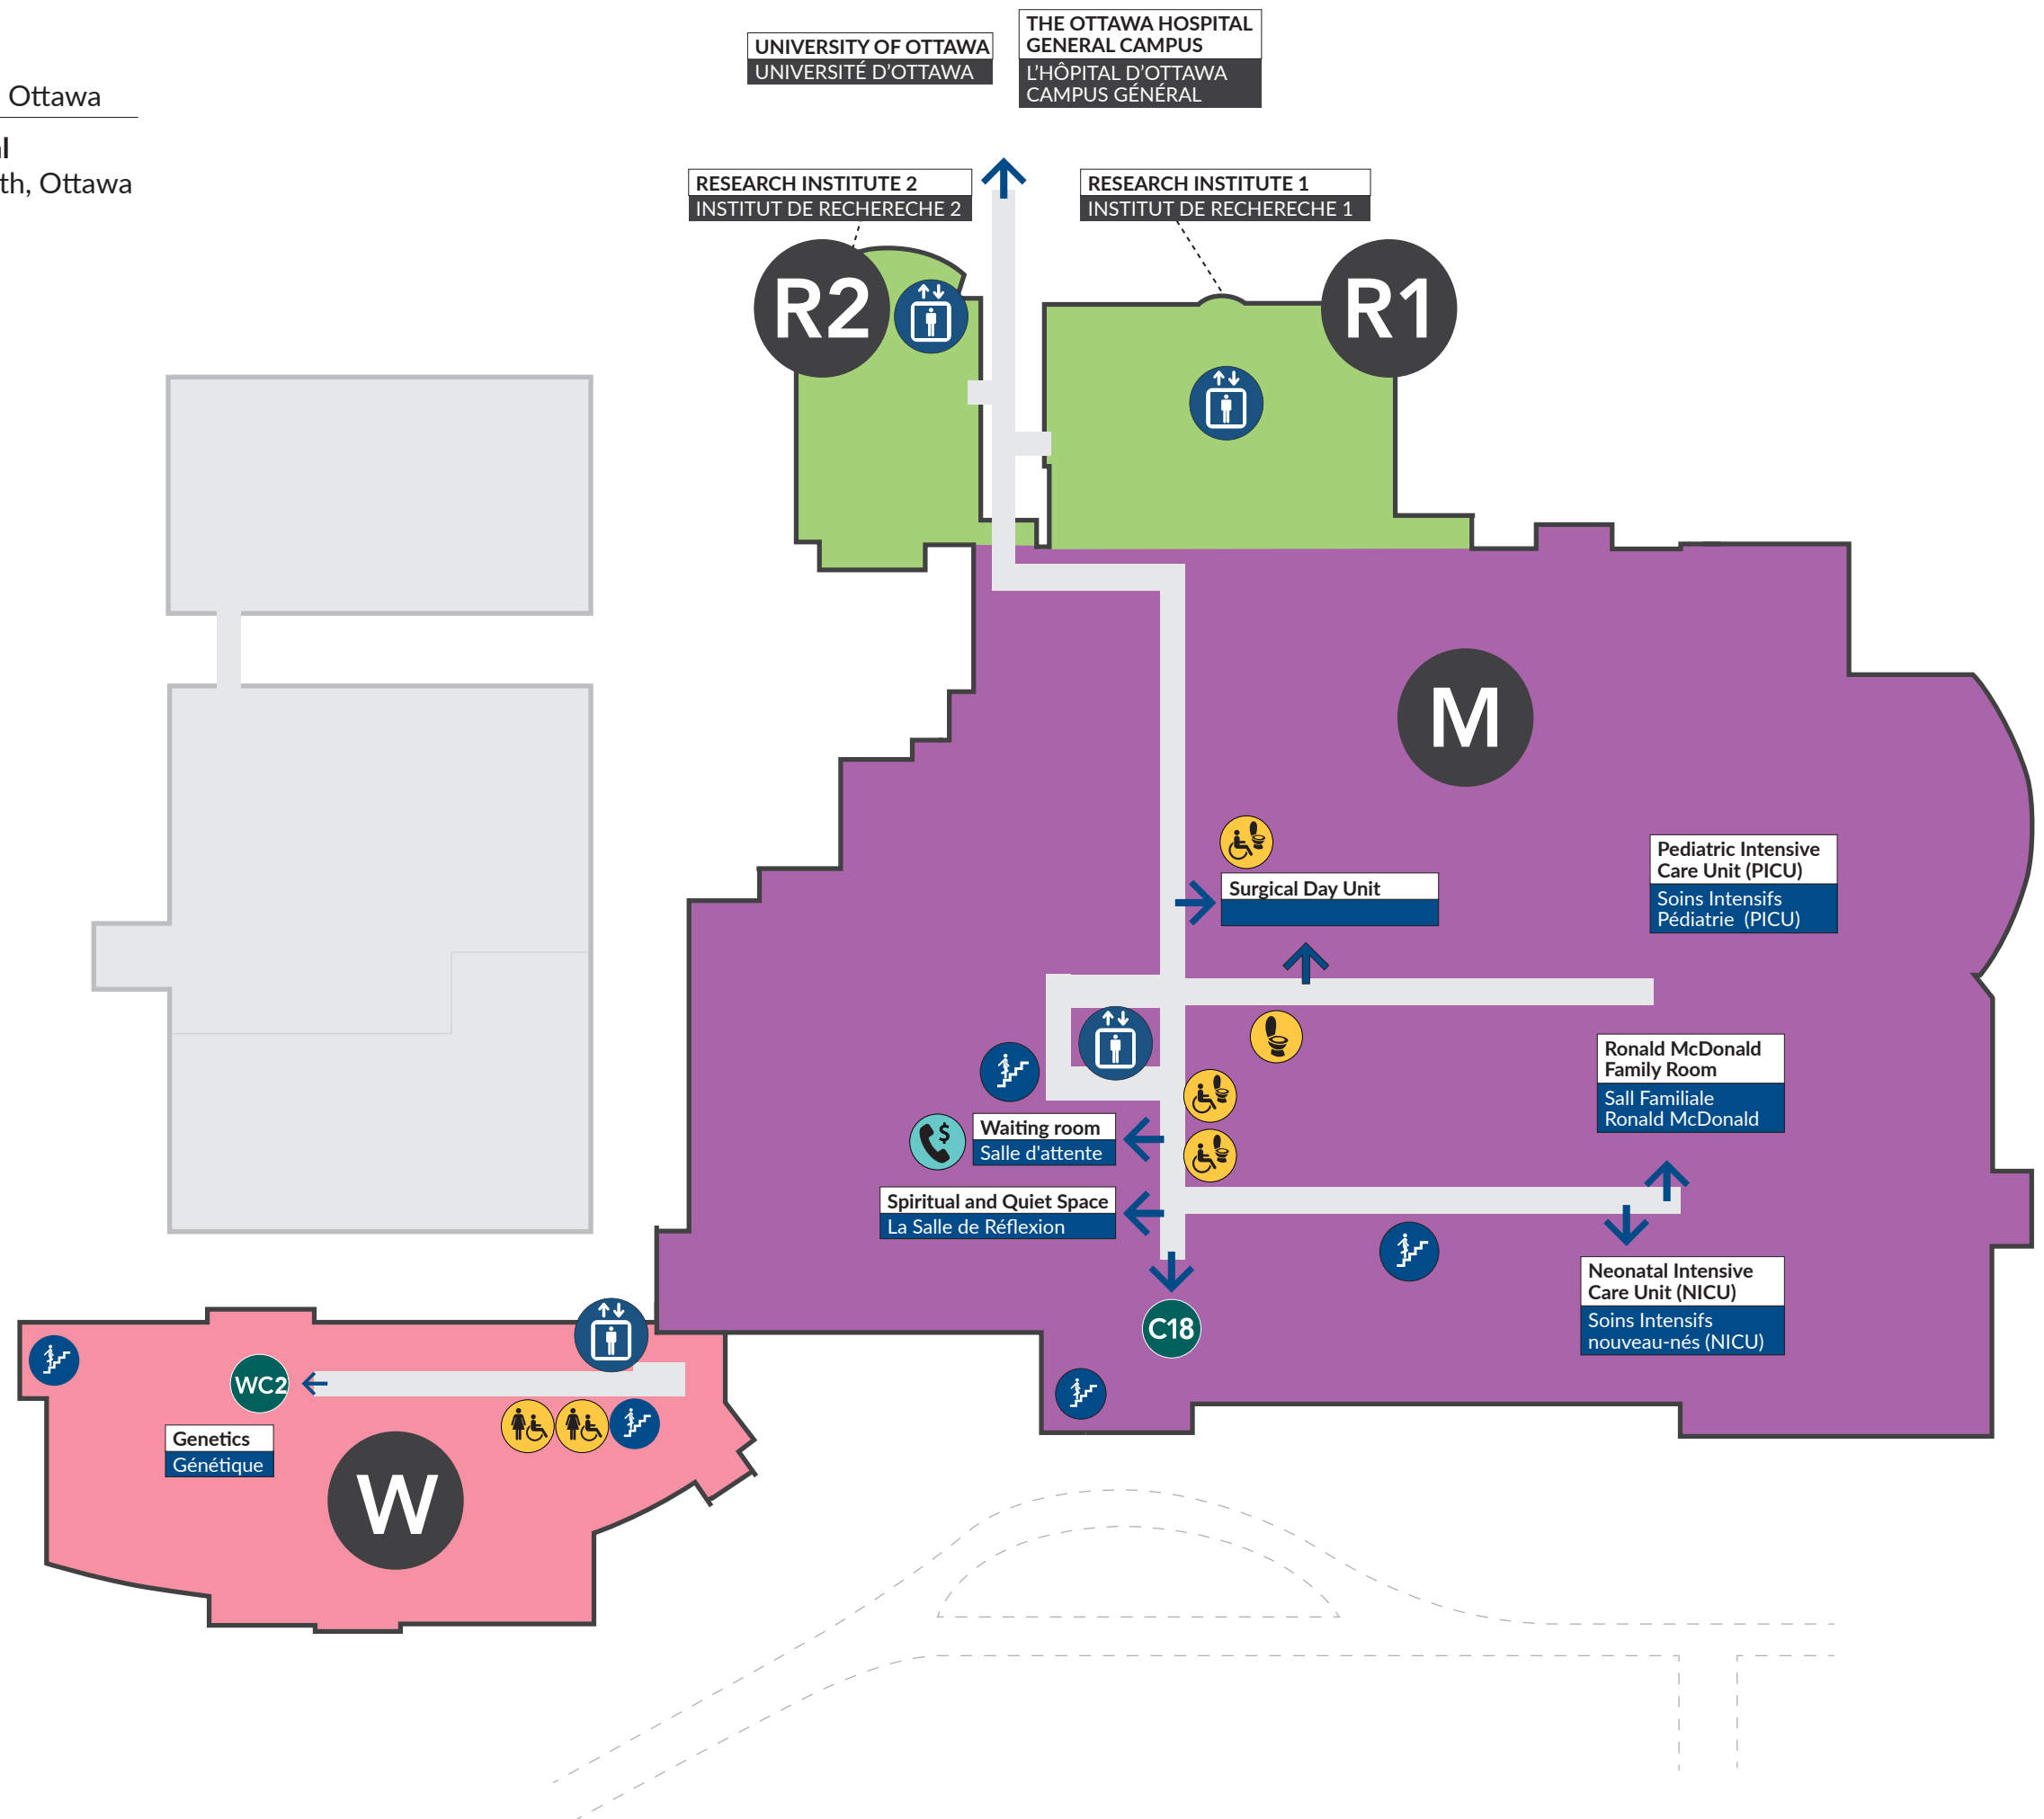 Ottawa
al
th, Ottawa
UNIVERSITY OF OTTAWA
UNIVERSITÉ D'OTTAWA
THE OTTAWA HOSPITAL
GENERAL CAMPUS
L'HÔPITAL D'OTTAWA
CAMPUS GÉNÉRAL
RESEARCH INSTITUTE 2
INSTITUT DE RECHERECHE 2
RESEARCH INSTITUTE 1
INSTITUT DE RECHERECHE 1
R2
R1
M
Surgical Day Unit
Pediatric Intensive
Care Unit (PICU)
Soins Intensifs
Pédiatrie (PICU)
Ronald McDonald
Family Room
Sall Familiale
Ronald McDonald
$
Waiting room
Salle d'attente
Spiritual and Quiet Space
La Salle de Réflexion
Neonatal Intensive
Care Unit (NICU)
Soins Intensifs
nouveau-nés (NICU)
C18
WC2
Genetics
Génétique
W